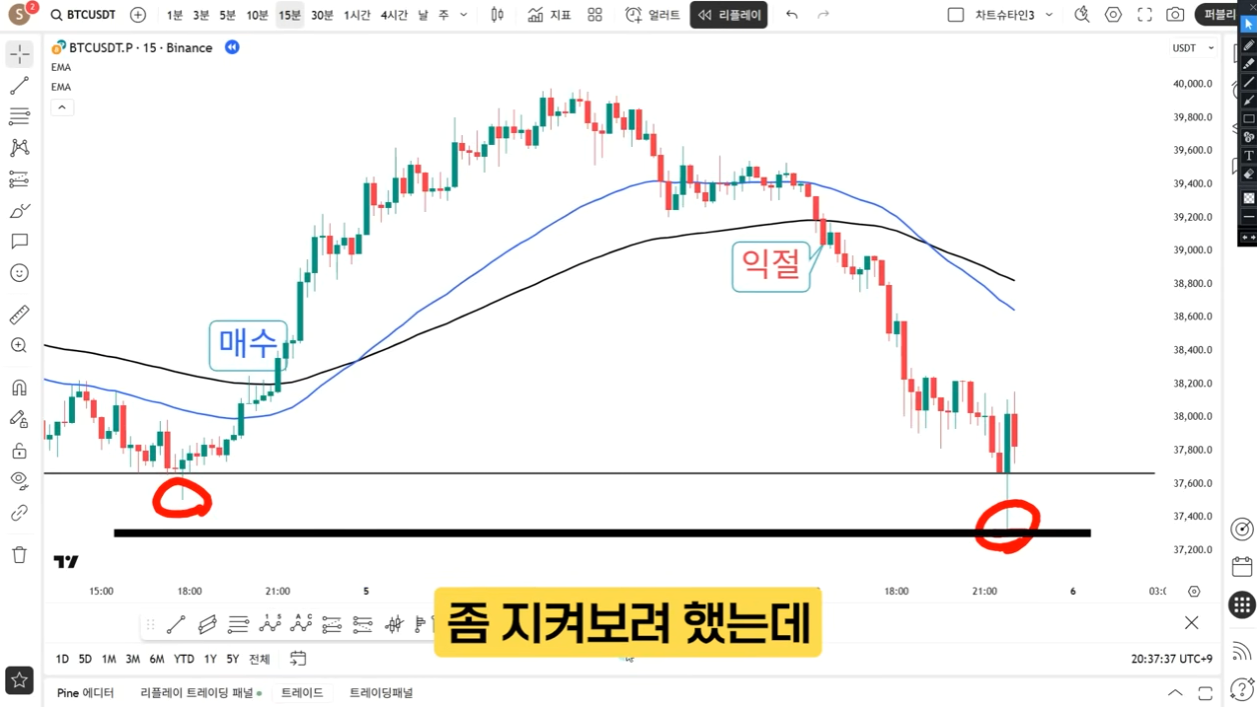 S 2 BTCUSDT 1분 3분 5분 10분 15분 30분 1시간 4시간 날 주 지표 얼러트 리플레이 차트슈타인3 퍼블리
BTCUSDT.P · 15 · Binance
USDT
EMA
EMA
40,000.0
39,800.0
39,600.0
39,400.0
39,200.0
39,000.0
38,800.0
38,600.0
38,400.0
38,200.0
38,000.0
37,800.0
37,600.0
37,400.0
37,200.0
익절
매수
15:00 18:00 21:00 5 18:00 21:00 6 03:(
좀 지켜보려 했는데
1D 5D 1M 3M 6M YTD 1Y 5Y 전체
20:37:37 UTC+9
Pine 에디터 리플레이 트레이딩 패널 트레이드 트레이딩패널